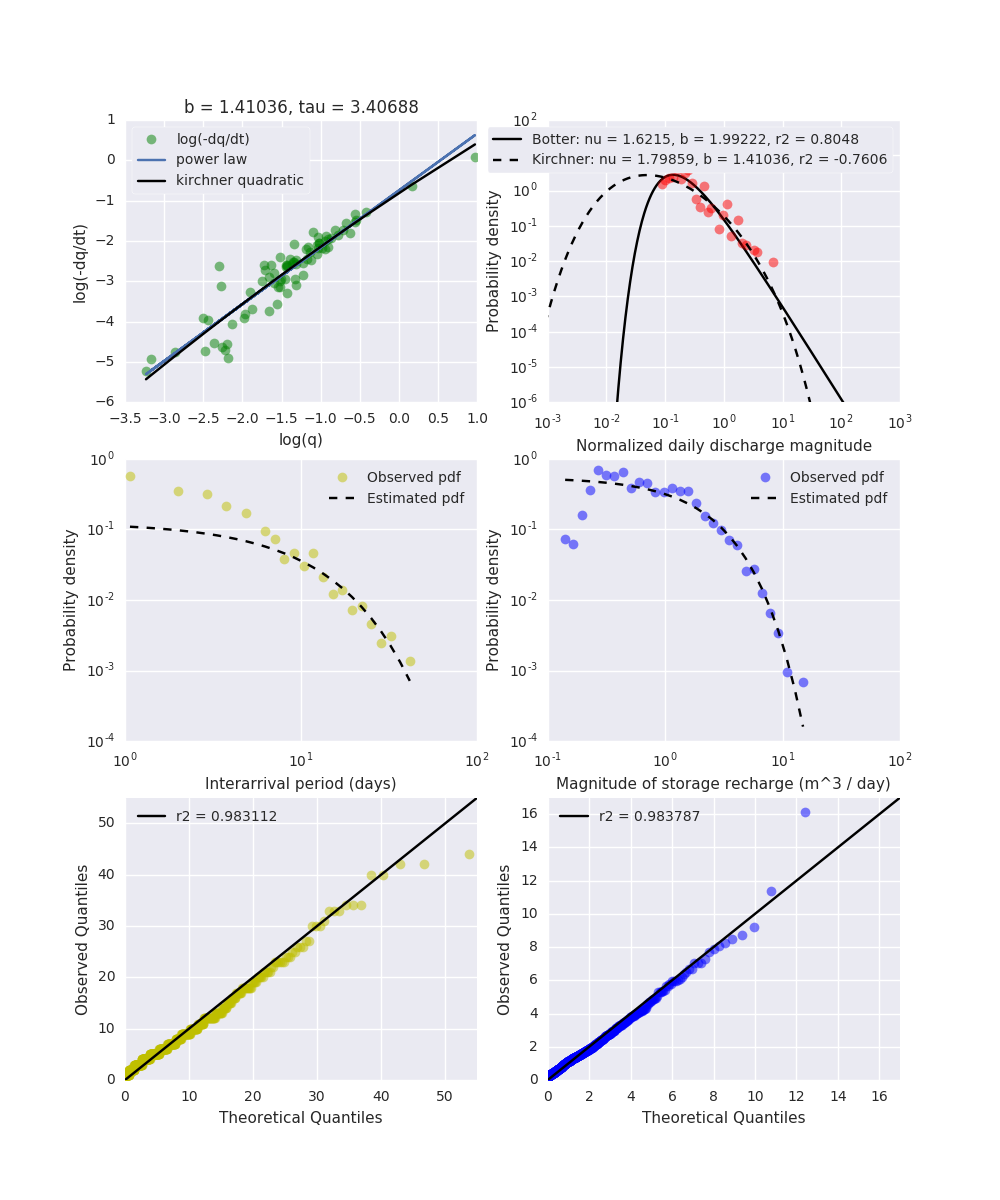 b = 1.41036, tau = 3.40688
log(-dq/dt)
power law
kirchner quadratic
1
0
−1
−2
−3
−4
−5
−6
log(-dq/dt)
−3.5 −3.0 −2.5 −2.0 −1.5 −1.0 −0.5 0.0 0.5 1.0
log(q)
Botter: nu = 1.6215, b = 1.99222, r2 = 0.8048
Kirchner: nu = 1.79859, b = 1.41036, r2 = -0.7606
10^2
10^0
10^-1
10^-2
10^-3
10^-4
10^-5
10^-6
Probability density
10^-3 10^-2 10^-1 10^0 10^1 10^2 10^3
Normalized daily discharge magnitude
Observed pdf
Estimated pdf
10^0
10^-1
10^-2
10^-3
10^-4
Probability density
10^0 10^1 10^2
Interarrival period (days)
Observed pdf
Estimated pdf
10^0
10^-1
10^-2
10^-3
10^-4
Probability density
10^-1 10^0 10^1 10^2
Magnitude of storage recharge (m^3 / day)
r2 = 0.983112
50
40
30
20
10
0
Observed Quantiles
0 10 20 30 40 50
Theoretical Quantiles
r2 = 0.983787
16
14
12
10
8
6
4
2
0
Observed Quantiles
0 2 4 6 8 10 12 14 16
Theoretical Quantiles